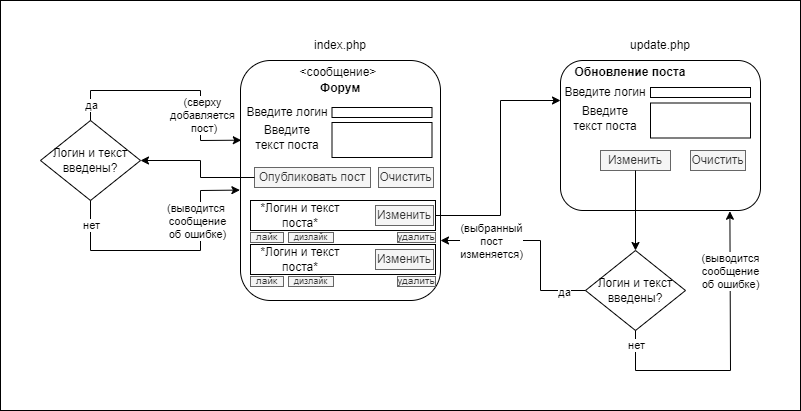 index.php
<сообщение>
Форум
Введите логин
Введите
текст поста
Опубликовать пост
Очистить
*Логин и текст
поста*
Изменить
лайк
дизлайк
удалить
*Логин и текст
поста*
Изменить
лайк
дизлайк
удалить
да
(сверху
добавляется
пост)
Логин и текст
введены?
нет
(выводится
сообщение
об ошибке)
update.php
Обновление поста
Введите логин
Введите
текст поста
Изменить
Очистить
(выбранный
пост
изменяется)
да
Логин и текст
введены?
нет
(выводится
сообщение
об ошибке)